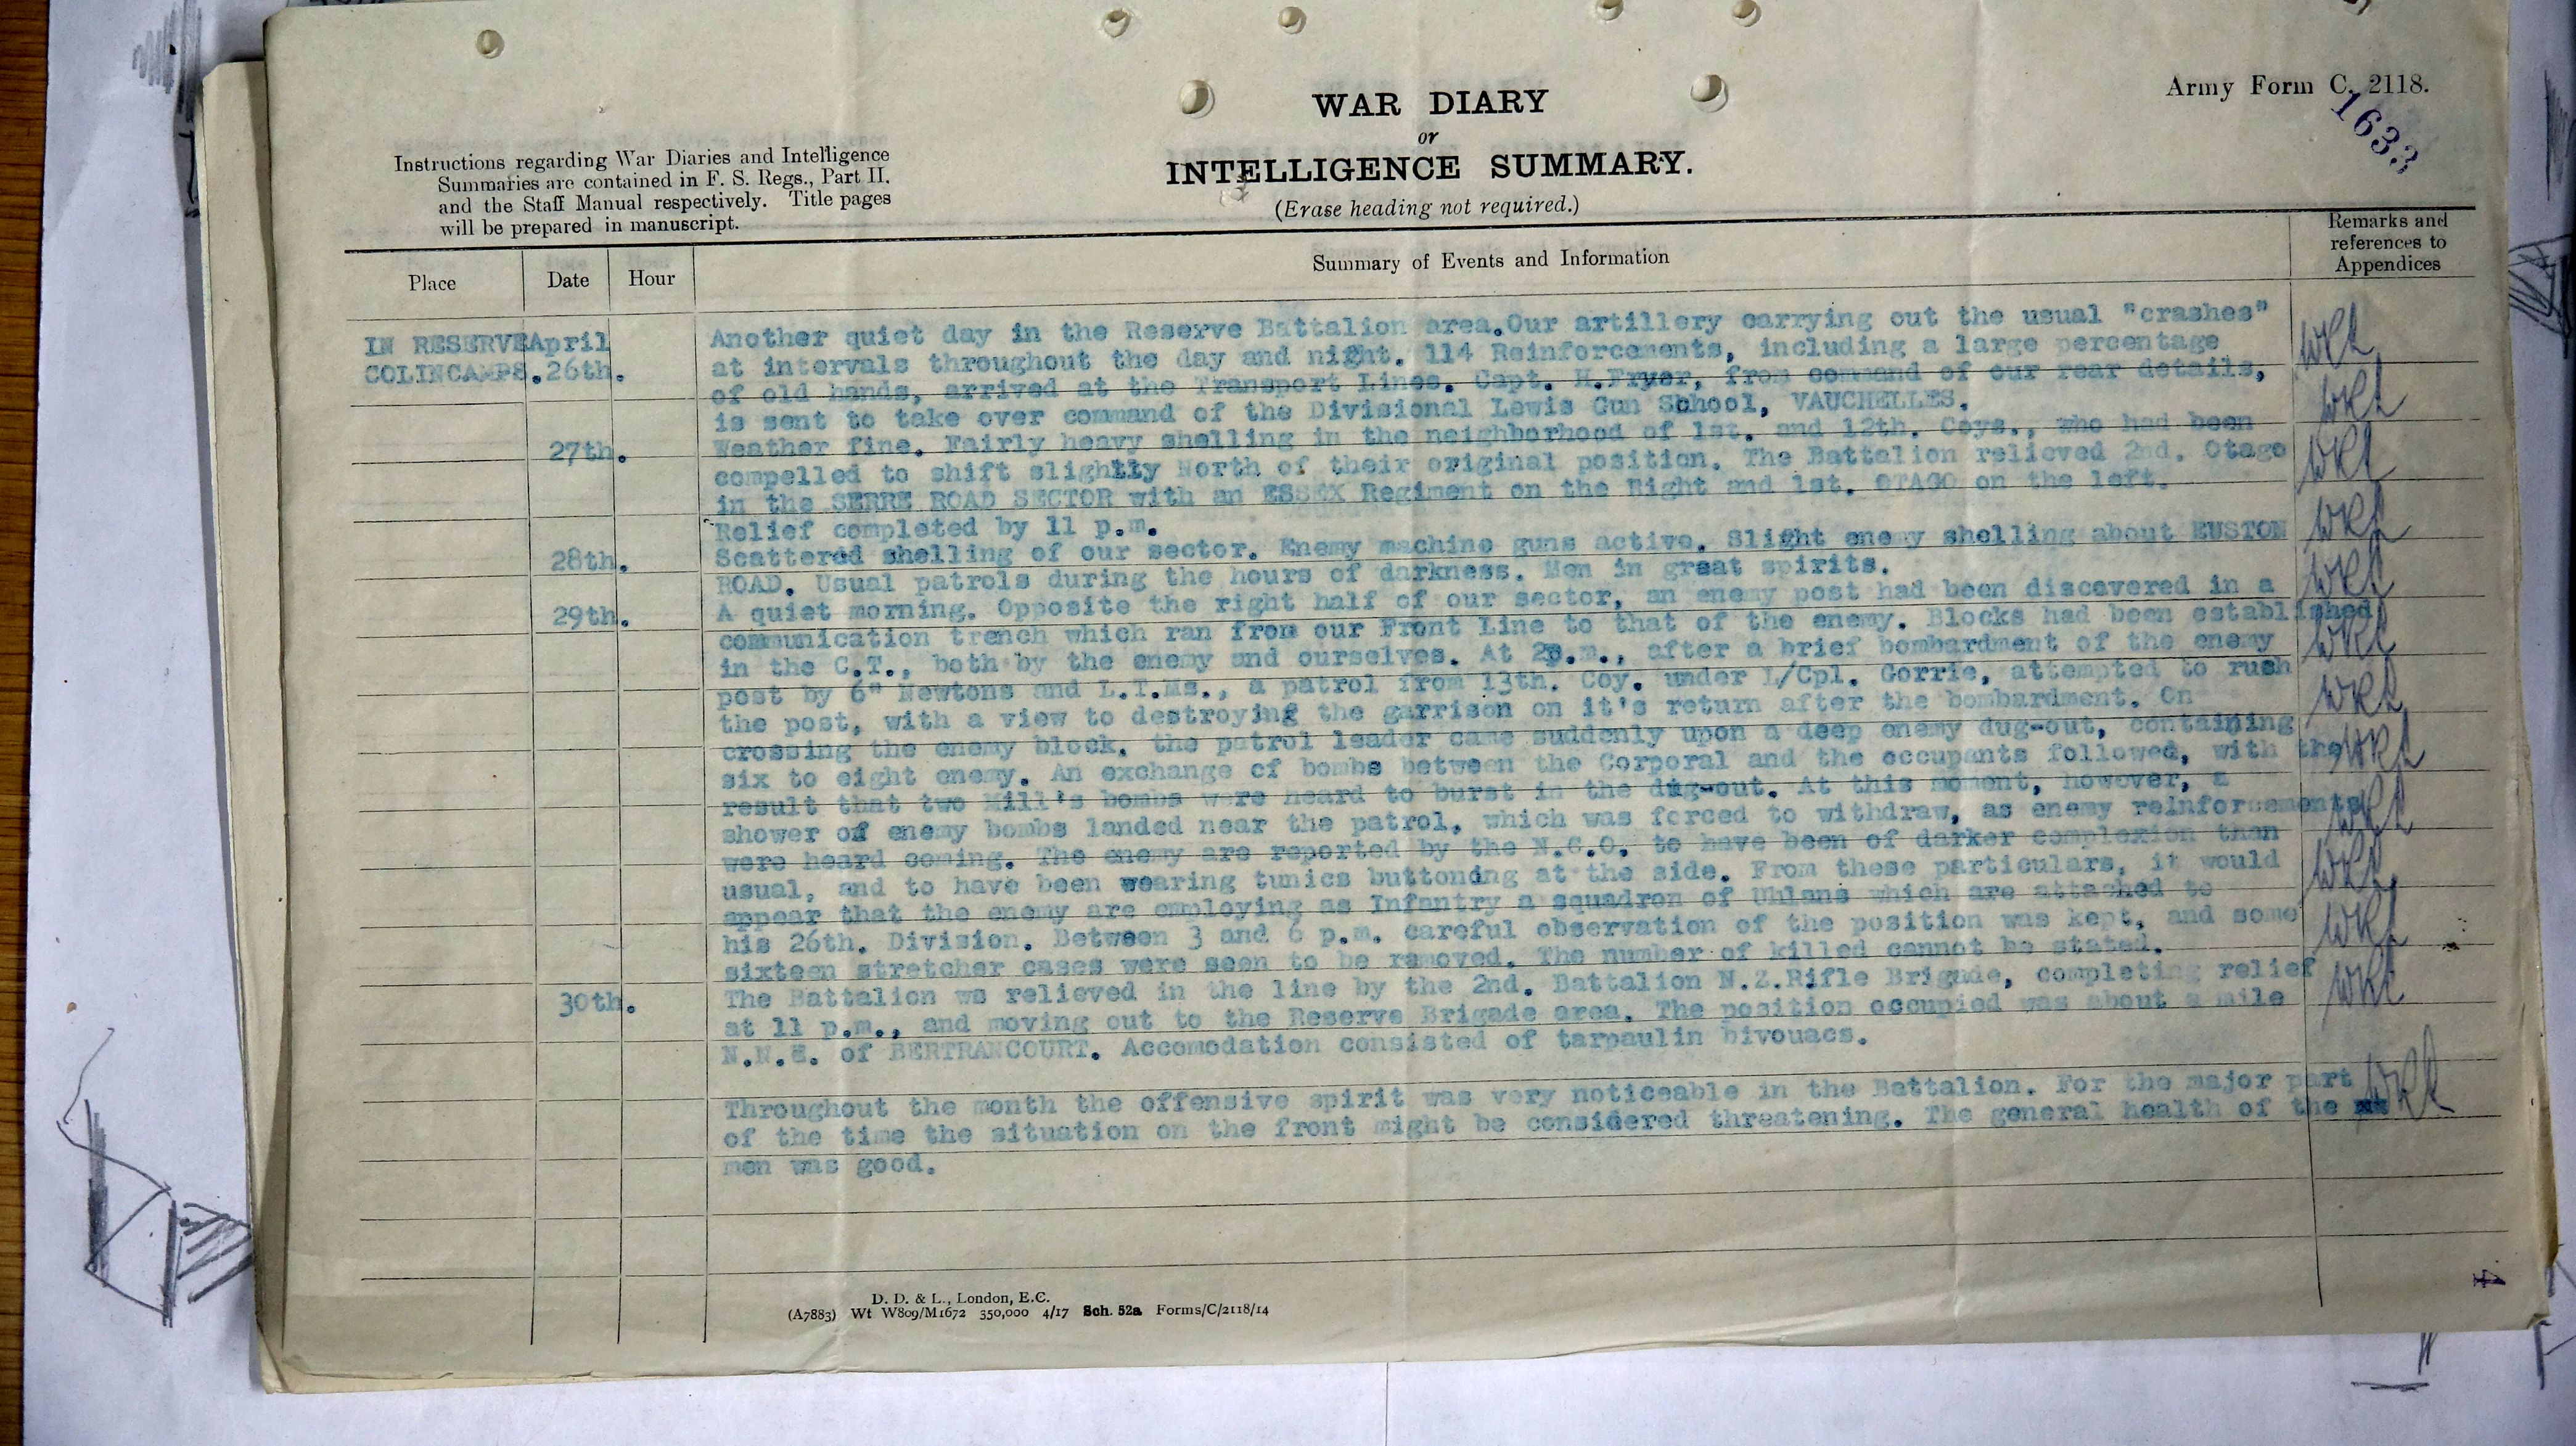 Army Form C. 2118.
1633
WAR DIARY
or
INTELLIGENCE SUMMARY.
(Erase heading not required.)
Instructions regarding War Diaries and Intelligence
Summaries are contained in F. S. Regs., Part II.
and the Staff Manual respectively. Title pages
will be prepared in manuscript.
Place Date Hour Summary of Events and Information Remarks and references to Appendices
IN RESERVE April
COLINCAMPS. 26th.
Another quiet day in the Reserve Battalion area.Our artillery carrying out the usual "crashes"
at intervals throughout the day and night. 114 Reinforcements, including a large percentage
of old hands, arrived at the Transport Lines. Capt. H.Fryer, from command of our rear details,
is sent to take over command of the Divisional Lewis Gun School, VAUCHELLES.
27th. Weather fine. Fairly heavy shelling in the neighborhood of 1st. and 12th. Coys., who had been
compelled to shift slightly North of their original position. The Battalion relieved 2nd. Otago
in the SERRE ROAD SECTOR with an ESSEX Regiment on the Right and 1st. OTAGO on the left.
Relief completed by 11 p.m.
28th. Scattered shelling of our sector. Enemy machine guns active. Slight enemy shelling about EUSTON
ROAD. Usual patrols during the hours of darkness. Men in great spirits.
29th. A quiet morning. Opposite the right half of our sector, an enemy post had been discovered in a
communication trench which ran from our Front Line to that of the enemy. Blocks had been established
in the C.T., both by the enemy and ourselves. At 2p.m., after a brief bombardment of the enemy
post by 6" Newtons and L.T.Ms., a patrol from 13th. Coy. under L/Cpl. Gorrie, attempted to rush
the post, with a view to destroying the garrison on it's return after the bombardment. On
crossing the enemy block, the patrol leader came suddenly upon a deep enemy dug-out, containing
six to eight enemy. An exchange of bombs between the Corporal and the occupants followed, with the
result that two Mill's bombs were heard to burst in the dug-out. At this moment, however, a
shower of enemy bombs landed near the patrol, which was forced to withdraw, as enemy reinforcements
were heard coming. The enemy are reported by the N.C.O. to have been of darker complexion than
usual, and to have been wearing tunics buttoning at the side. From these particulars, it would
appear that the enemy are employing as Infantry a squadron of Uhlans which are attached to
his 26th. Division. Between 3 and 6 p.m. careful observation of the position was kept, and some
sixteen stretcher cases were seen to be removed. The number of killed cannot be stated.
30th. The Battalion ws relieved in the line by the 2nd. Battalion N.Z.Rifle Brigade, completing relief
at 11 p.m., and moving out to the Reserve Brigade area. The position occupied was about a mile
N.N.E. of BERTRANCOURT. Accomodation consisted of tarpaulin bivouacs.
Throughout the month the offensive spirit was very noticeable in the Battalion. For the major part
of the time the situation on the front might be considered threatening. The general health of the
men was good.
D. D. & L., London, E.C.
(A7883) Wt W809/M1672 350,000 4/17 Sch. 52a Forms/C/2118/14